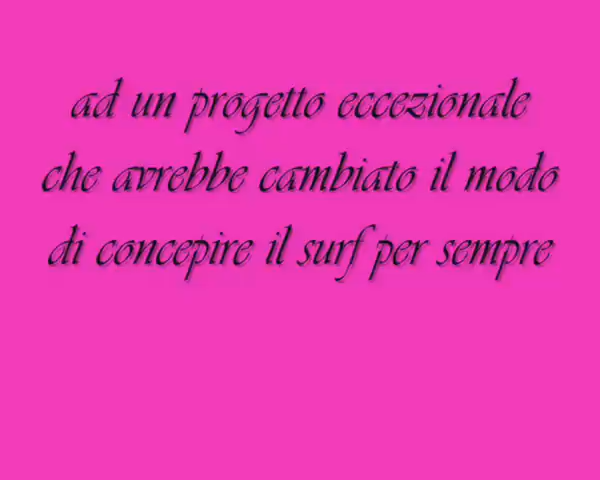 ad un progetto eccezionale
che avrebbe cambiato il modo
di concepire il surf per sempre